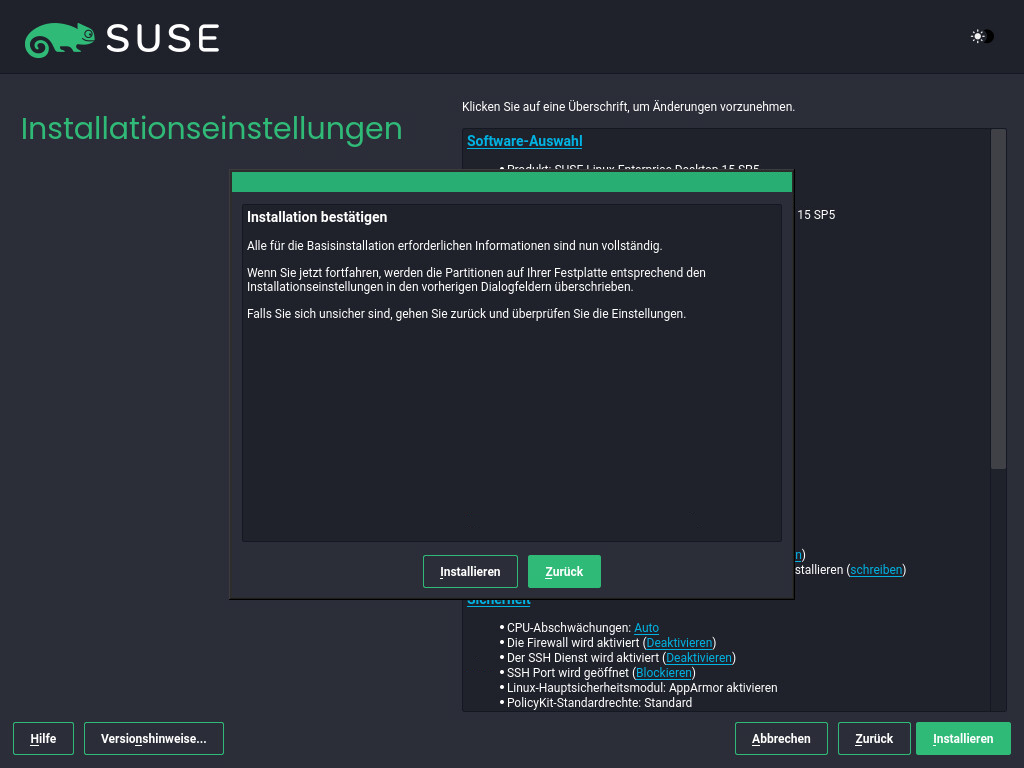 SUSE
Installationseinstellungen
Klicken Sie auf eine Überschrift, um Änderungen vorzunehmen.
Software-Auswahl
• Produkt: SUSE Linux Enterprise Desktop 15 SP5
15 SP5
Installation bestätigen
Alle für die Basisinstallation erforderlichen Informationen sind nun vollständig.
Wenn Sie jetzt fortfahren, werden die Partitionen auf Ihrer Festplatte entsprechend den
Installationseinstellungen in den vorherigen Dialogfeldern überschrieben.
Falls Sie sich unsicher sind, gehen Sie zurück und überprüfen Sie die Einstellungen.
n)
stallieren (schreiben)
Installieren Zurück
Sicherheit
• CPU-Abschwächungen: Auto
• Die Firewall wird aktiviert (Deaktivieren)
• Der SSH Dienst wird aktiviert (Deaktivieren)
• SSH Port wird geöffnet (Blockieren)
• Linux-Hauptsicherheitsmodul: AppArmor aktivieren
• PolicyKit-Standardrechte: Standard
Hilfe Versionshinweise... Abbrechen Zurück Installieren